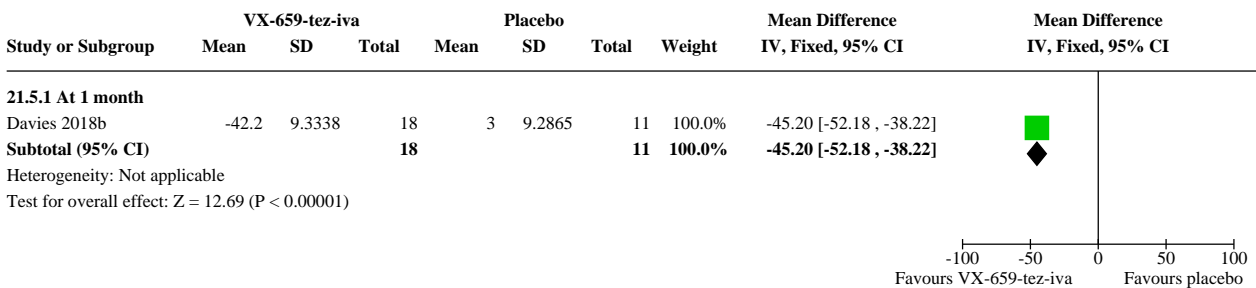 VX-659-tez-iva Placebo Mean Difference Mean Difference
Study or Subgroup Mean SD Total Mean SD Total Weight IV, Fixed, 95% CI IV, Fixed, 95% CI
21.5.1 At 1 month
Davies 2018b -42.2 9.3338 18 3 9.2865 11 100.0% -45.20 [-52.18 , -38.22]
Subtotal (95% CI) 18 11 100.0% -45.20 [-52.18 , -38.22]
Heterogeneity: Not applicable
Test for overall effect: Z = 12.69 (P < 0.00001)
-100 -50 0 50 100
Favours VX-659-tez-iva Favours placebo